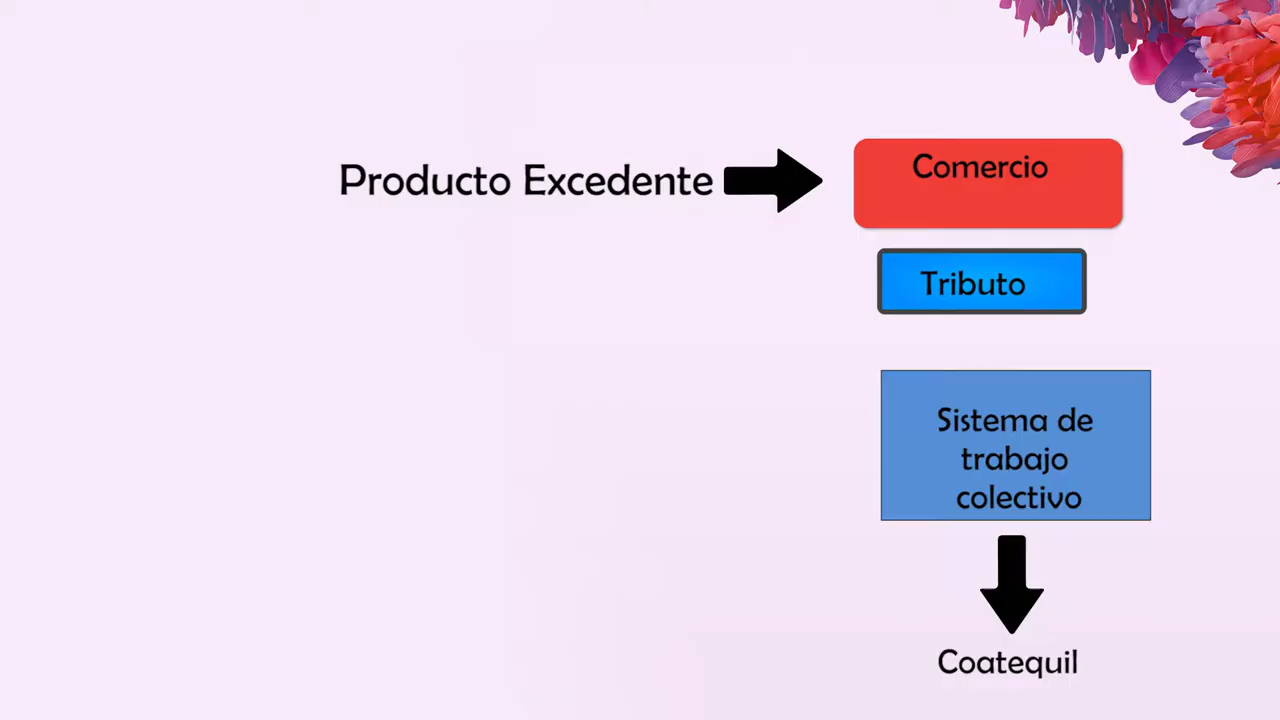 Producto Excedente
Comercio
Tributo
Sistema de
trabajo
colectivo
Coatequil